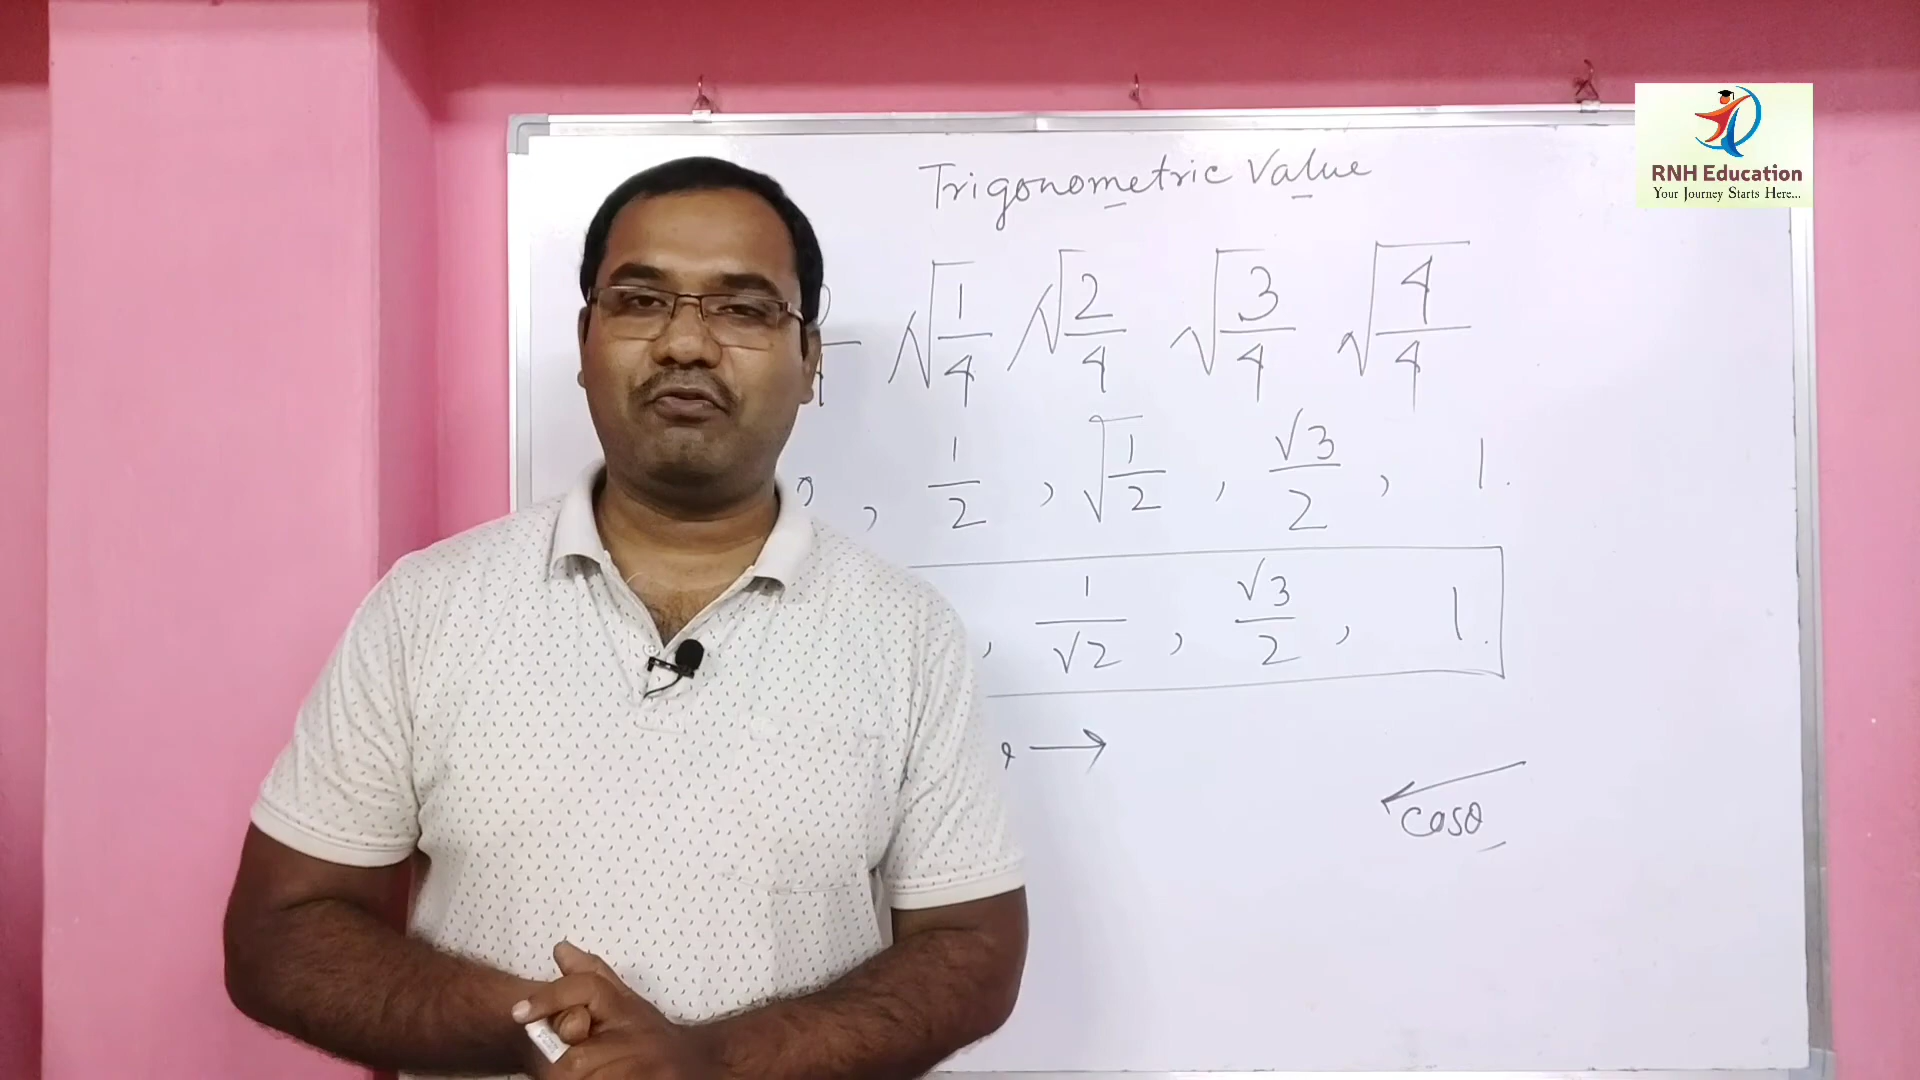 Trigonometric Value
RNH Education
Your Journey Starts Here...
√1/4 √2/4 √3/4 √4/4
, 1/2 , √1/2 , √3/2 , 1.
, 1/√2 , √3/2 , 1.
→
←
cosθ